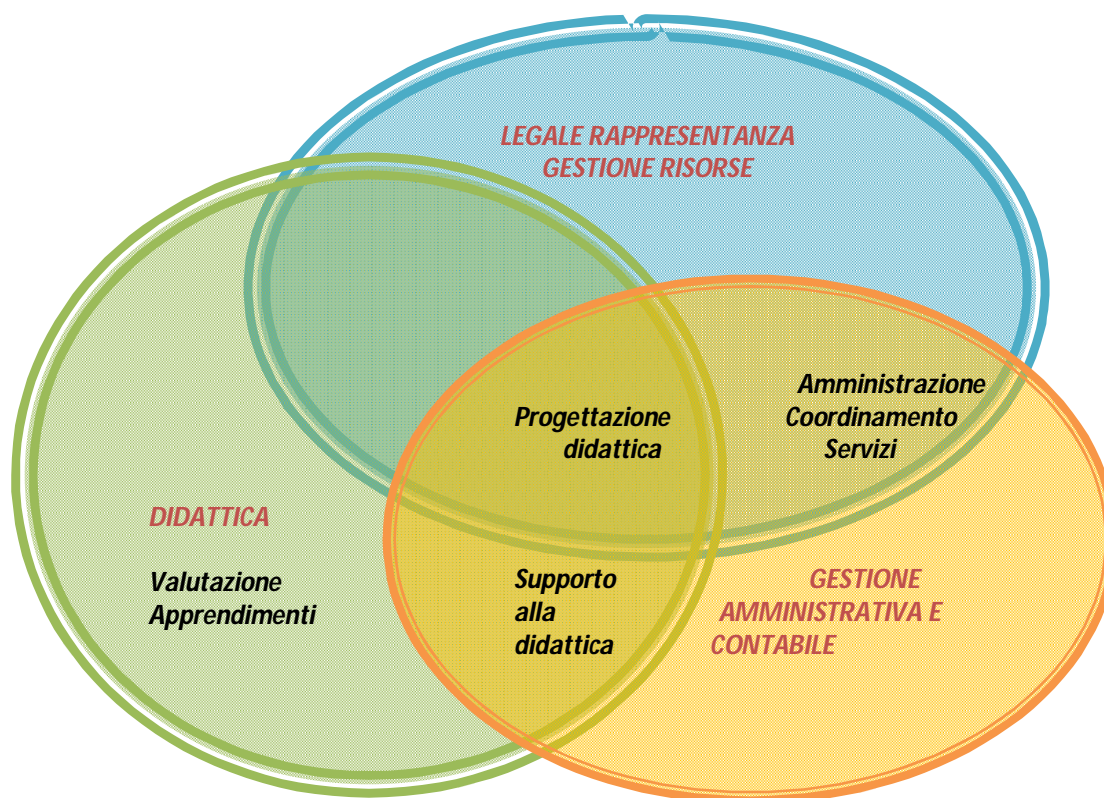 LEGALE RAPPRESENTANZA
GESTIONE RISORSE
Progettazione
didattica
Amministrazione
Coordinamento
Servizi
DIDATTICA
Valutazione
Apprendimenti
Supporto
alla
didattica
GESTIONE
AMMINISTRATIVA E
CONTABILE